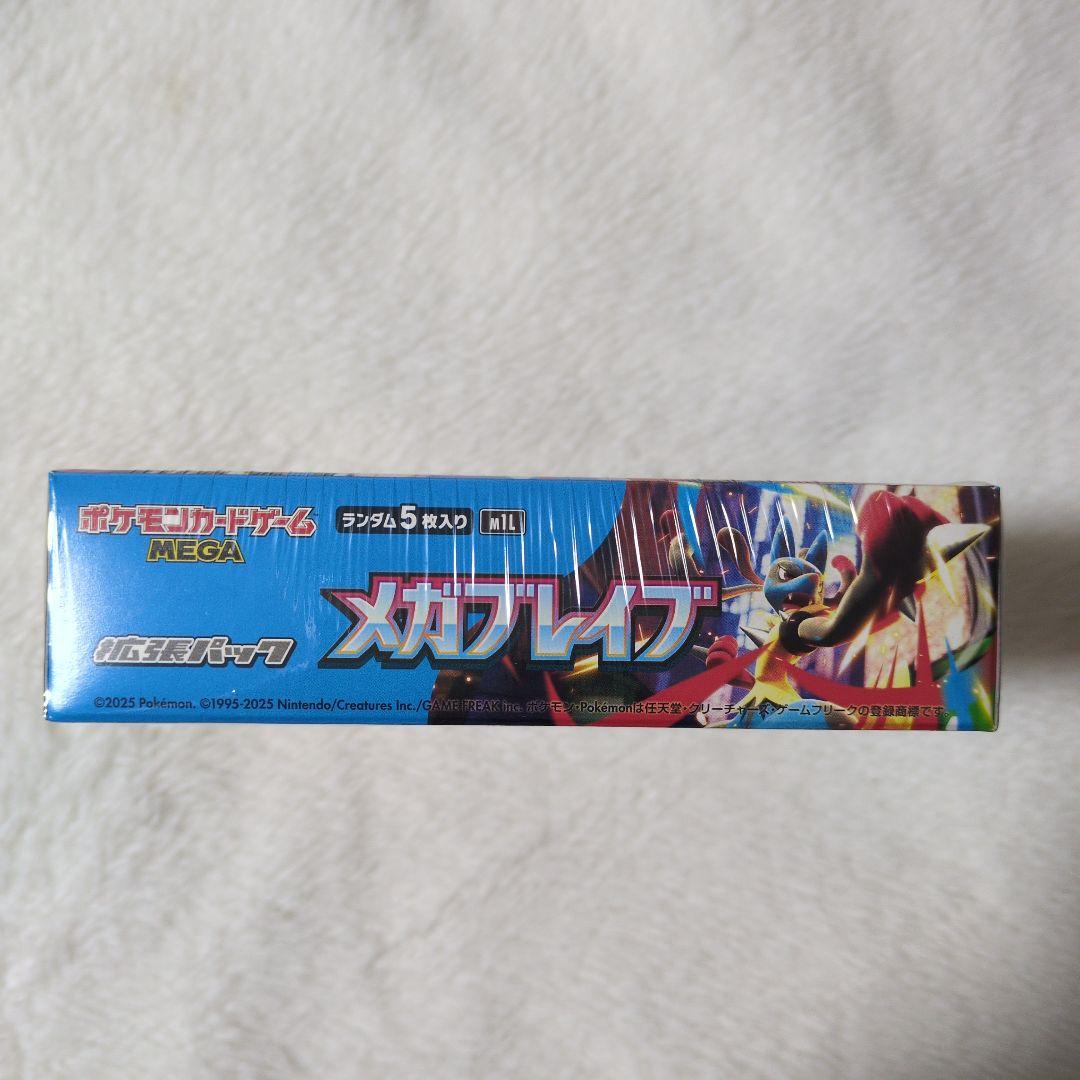 ポケモンカードゲーム
MEGA
ランダム5枚入り
M1L
拡張パック
メガブレイブ
©2025 Pokémon. ©1995-2025 Nintendo/Creatures Inc./GAME FREAK inc. ポケモン・Pokémonは任天堂・クリーチャーズ・ゲームフリークの登録商標です。